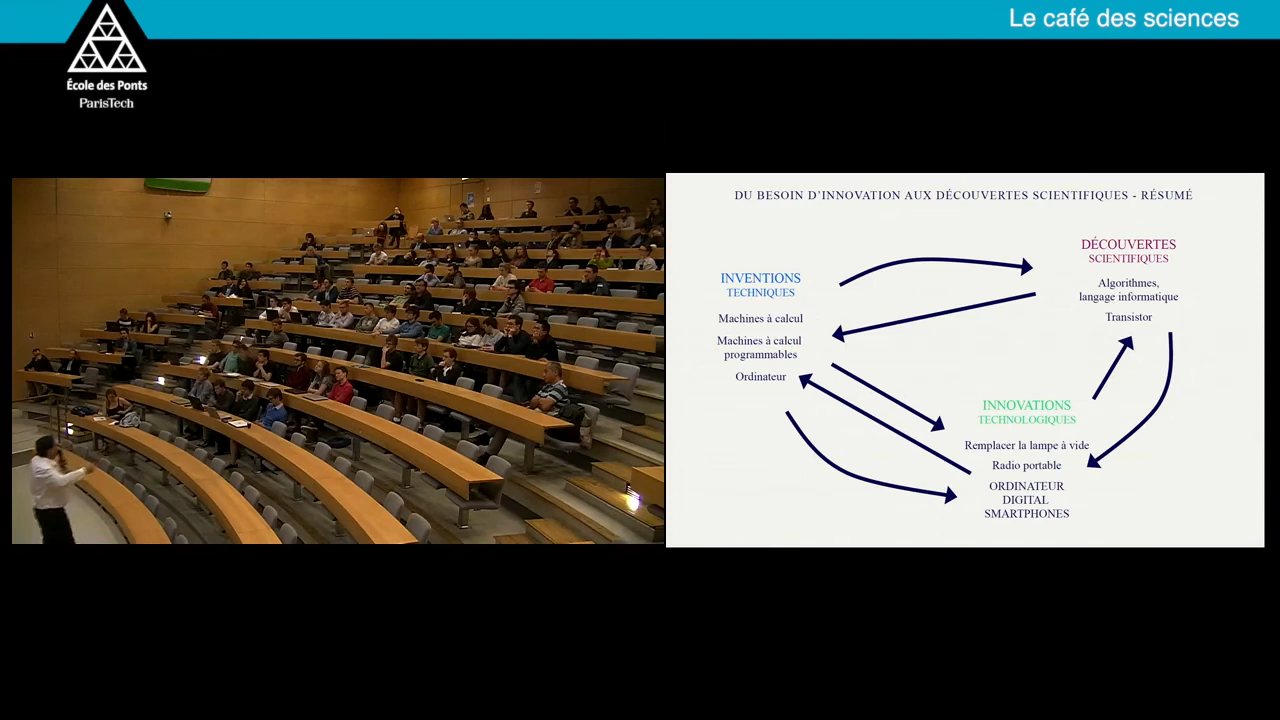 Le café des sciences
École des Ponts
ParisTech
DU BESOIN D'INNOVATION AUX DÉCOUVERTES SCIENTIFIQUES - RÉSUMÉ
INVENTIONS
TECHNIQUES
Machines à calcul
Machines à calcul
programmables
Ordinateur
DÉCOUVERTES
SCIENTIFIQUES
Algorithmes,
langage informatique
Transistor
INNOVATIONS
TECHNOLOGIQUES
Remplacer la lampe à vide
Radio portable
ORDINATEUR
DIGITAL
SMARTPHONES